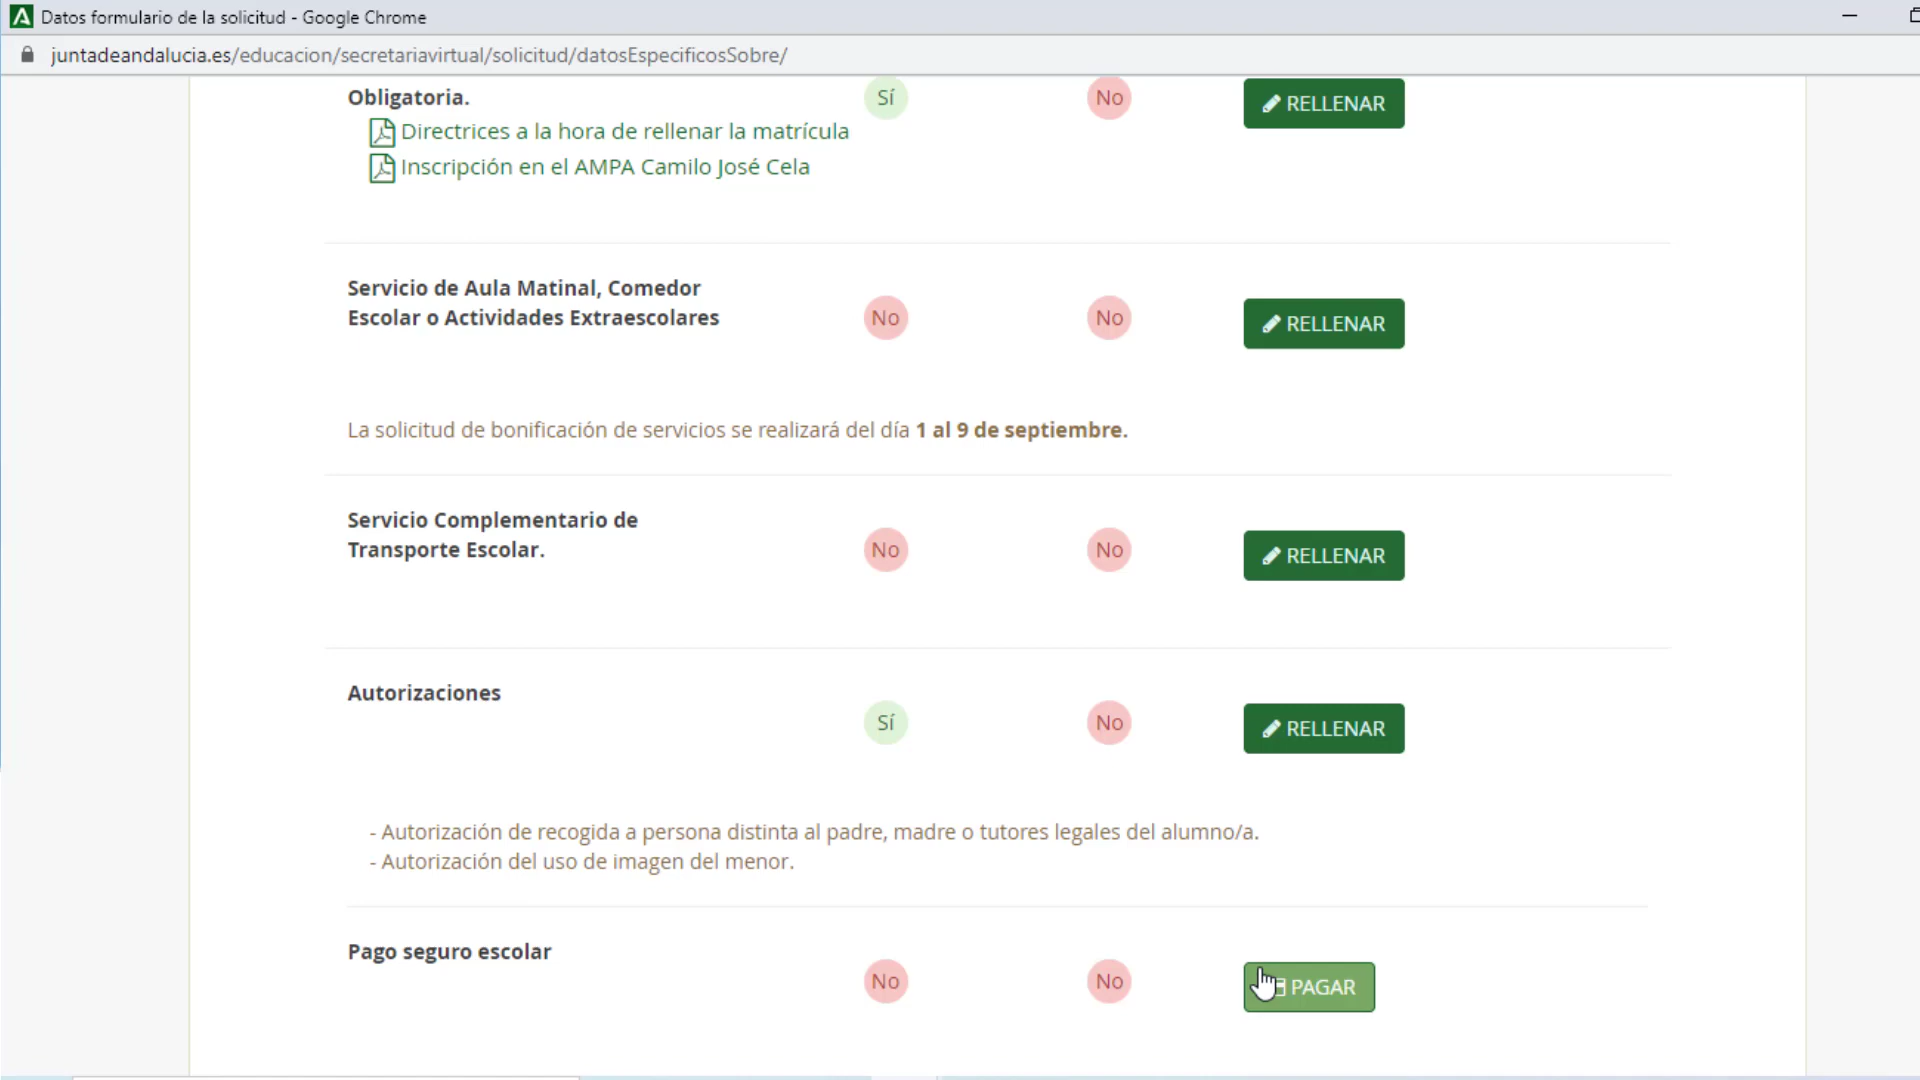 Datos formulario de la solicitud - Google Chrome
juntadeandalucia.es/educacion/secretariavirtual/solicitud/datosEspecificosSobre/
Obligatoria. Sí No RELLENAR
Directrices a la hora de rellenar la matrícula
Inscripción en el AMPA Camilo José Cela
Servicio de Aula Matinal, Comedor
Escolar o Actividades Extraescolares No No RELLENAR
La solicitud de bonificación de servicios se realizará del día 1 al 9 de septiembre.
Servicio Complementario de
Transporte Escolar. No No RELLENAR
Autorizaciones
Sí No RELLENAR
- Autorización de recogida a persona distinta al padre, madre o tutores legales del alumno/a.
- Autorización del uso de imagen del menor.
Pago seguro escolar
No No PAGAR